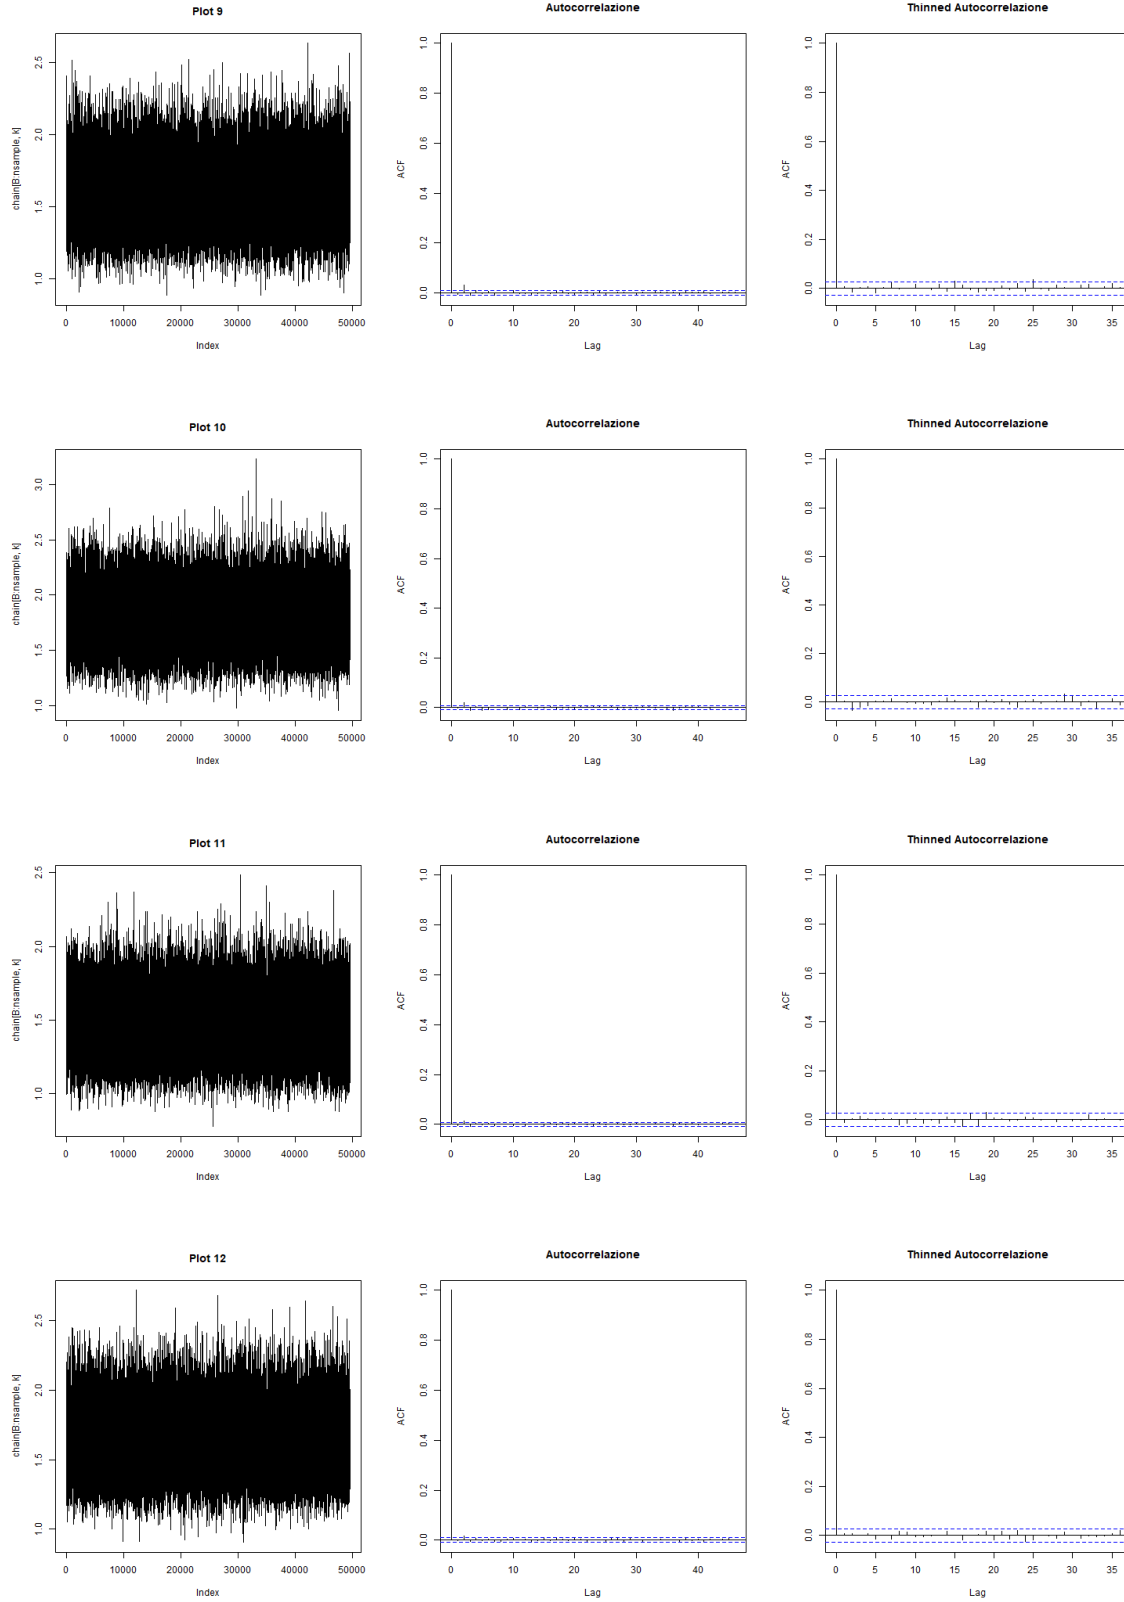 Plot 9
Autocorrelazione
Thinned Autocorrelazione
chain[B:nsample, k]
1.0 1.5 2.0 2.5
0 10000 20000 30000 40000 50000
Index
ACF
0.0 0.2 0.4 0.6 0.8 1.0
0 10 20 30 40
Lag
ACF
0.0 0.2 0.4 0.6 0.8 1.0
0 5 10 15 20 25 30 35
Lag
Plot 10
Autocorrelazione
Thinned Autocorrelazione
chain[B:nsample, k]
1.0 1.5 2.0 2.5 3.0
0 10000 20000 30000 40000 50000
Index
ACF
0.0 0.2 0.4 0.6 0.8 1.0
0 10 20 30 40
Lag
ACF
0.0 0.2 0.4 0.6 0.8 1.0
0 5 10 15 20 25 30 35
Lag
Plot 11
Autocorrelazione
Thinned Autocorrelazione
chain[B:nsample, k]
1.0 1.5 2.0 2.5
0 10000 20000 30000 40000 50000
Index
ACF
0.0 0.2 0.4 0.6 0.8 1.0
0 10 20 30 40
Lag
ACF
0.0 0.2 0.4 0.6 0.8 1.0
0 5 10 15 20 25 30 35
Lag
Plot 12
Autocorrelazione
Thinned Autocorrelazione
chain[B:nsample, k]
1.0 1.5 2.0 2.5
0 10000 20000 30000 40000 50000
Index
ACF
0.0 0.2 0.4 0.6 0.8 1.0
0 10 20 30 40
Lag
ACF
0.0 0.2 0.4 0.6 0.8 1.0
0 5 10 15 20 25 30 35
Lag